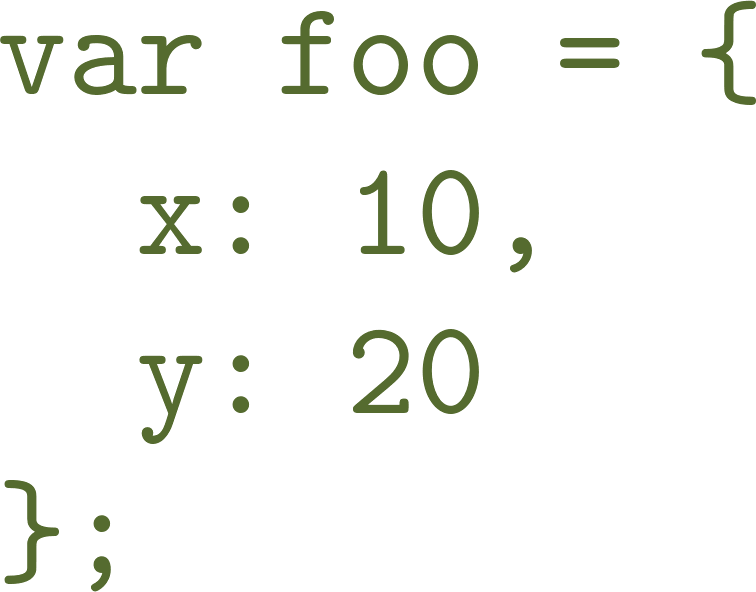 var foo = {
  x: 10,
  y: 20
};